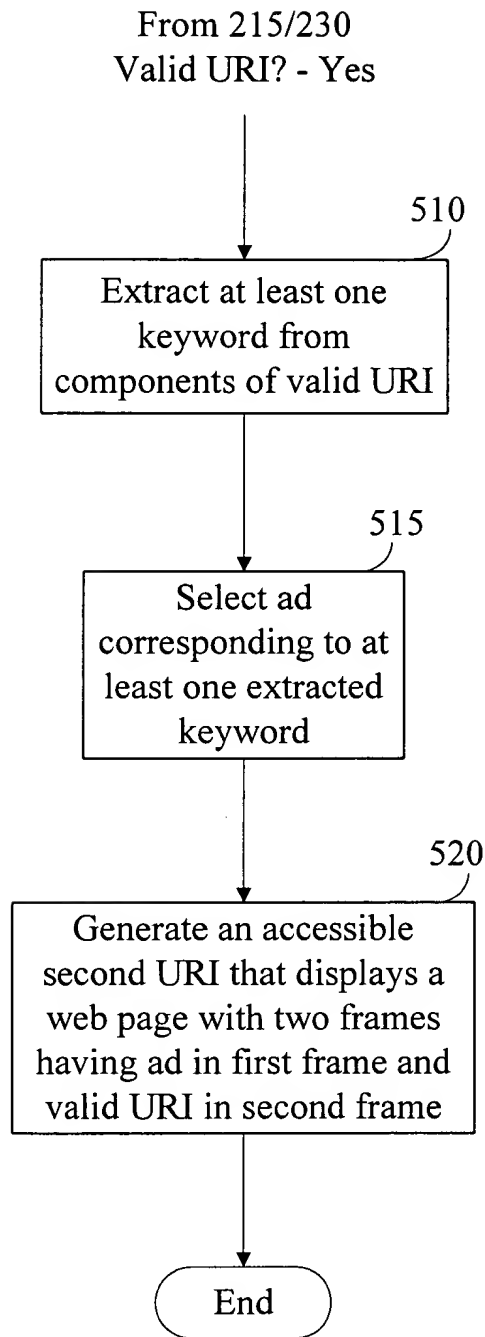 From 215/230
Valid URI? - Yes
510
Extract at least one
keyword from
components of valid URI
515
Select ad
corresponding to at
least one extracted
keyword
520
Generate an accessible
second URI that displays a
web page with two frames
having ad in first frame and
valid URI in second frame
End